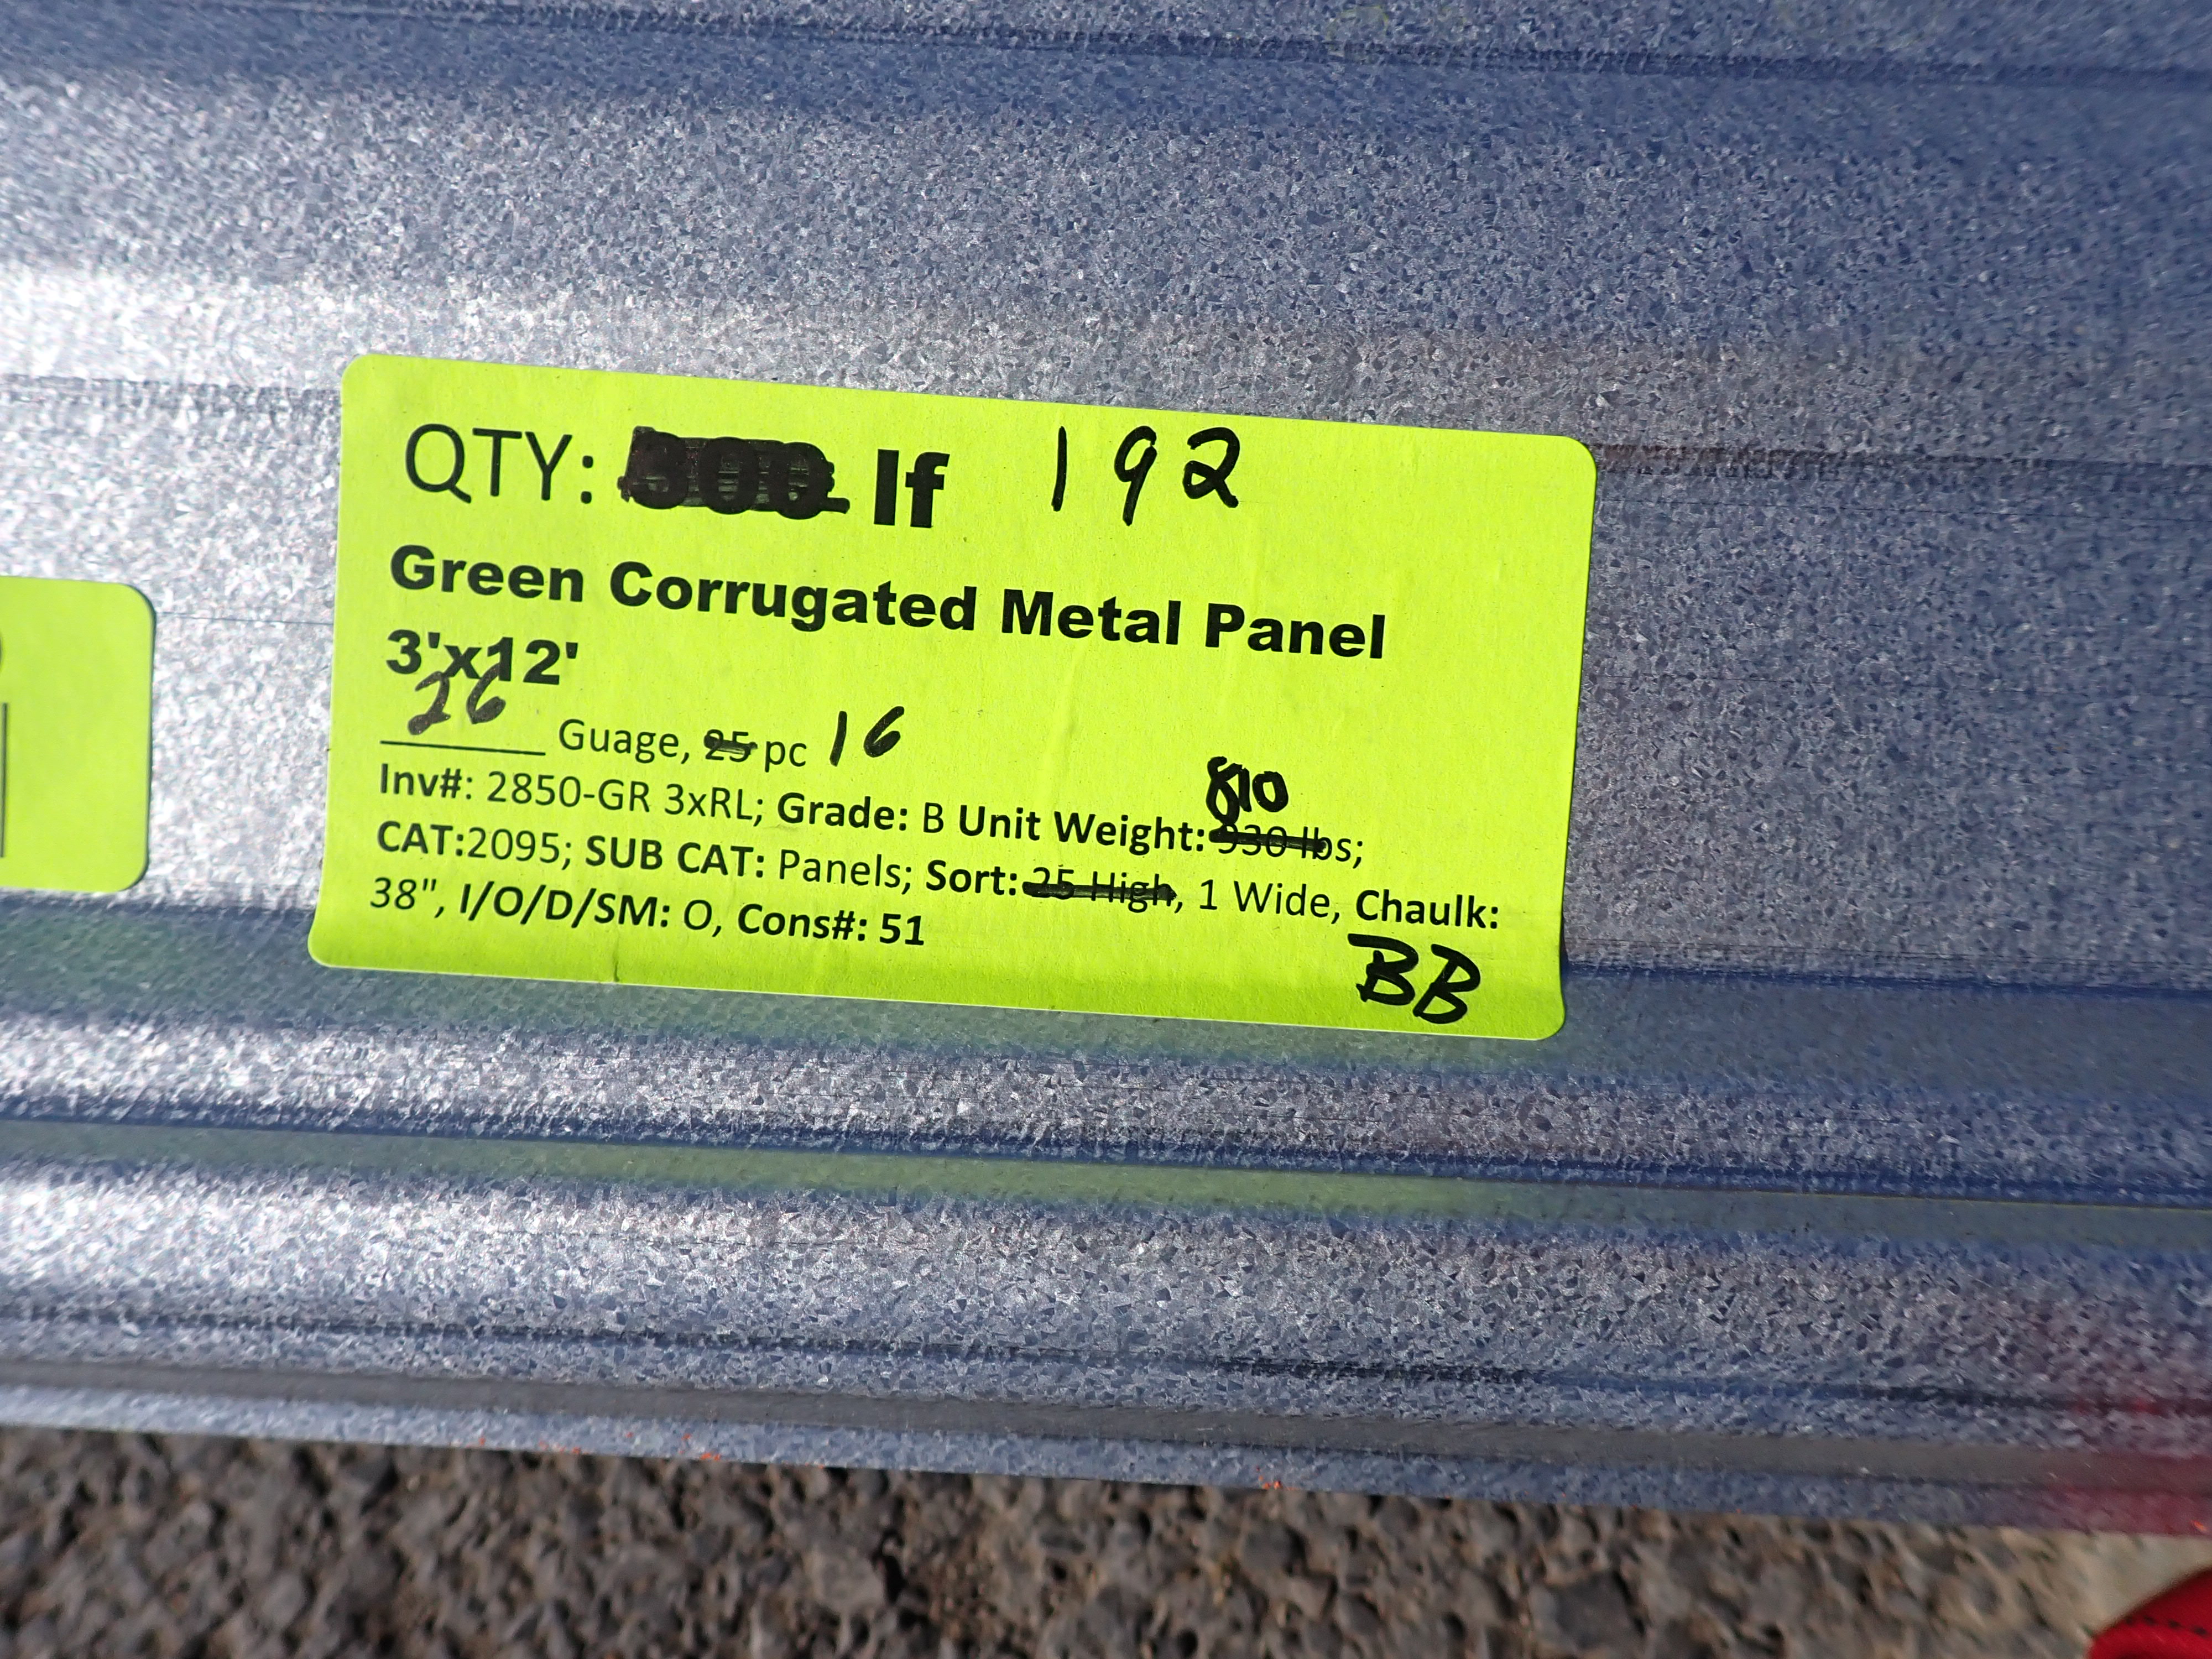 QTY: 300 lf 192
Green Corrugated Metal Panel
3'x12'
26 Guage, 25 pc 16
810
Inv#: 2850-GR 3xRL; Grade: B Unit Weight: 930 lbs;
CAT:2095; SUB CAT: Panels; Sort: 25 High, 1 Wide, Chaulk:
38", I/O/D/SM: O, Cons#: 51
BB